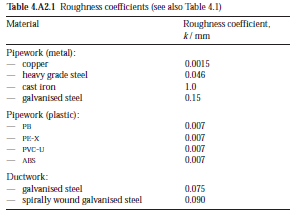 Table 4.A2.1 Roughness coefficients (see also Table 4.1)
Material Roughness coefficient,
k / mm
Pipework (metal):
— copper 0.0015
— heavy grade steel 0.046
— cast iron 1.0
— galvanised steel 0.15
Pipework (plastic):
— PB 0.007
— PE-X 0.007
— PVC-U 0.007
— ABS 0.007
Ductwork:
— galvanised steel 0.075
— spirally wound galvanised steel 0.090